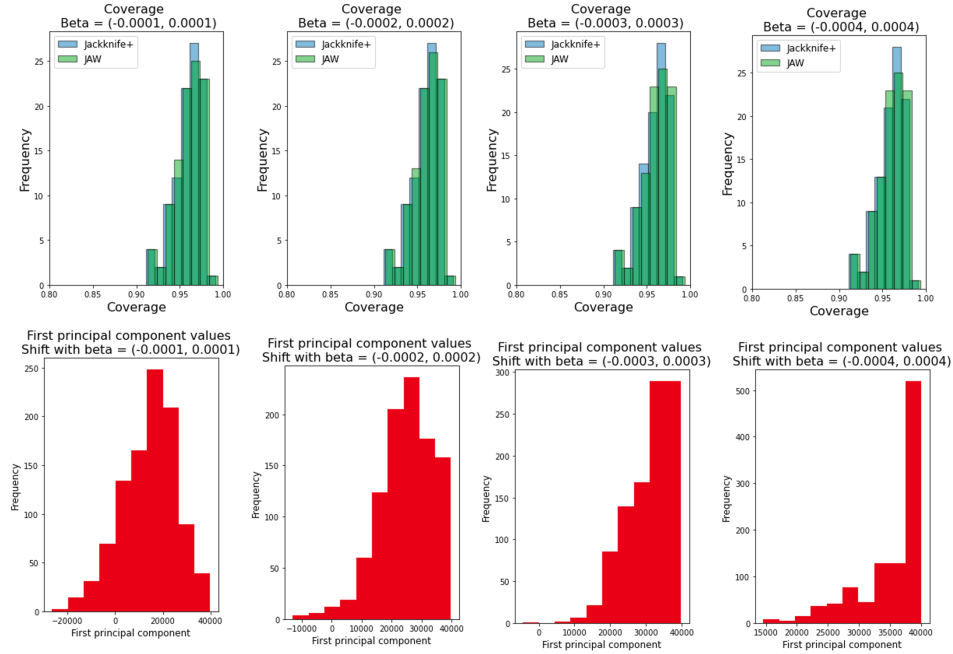 Coverage
Beta = (-0.0001, 0.0001)
Jackknife+
JAW
Frequency
25
20
15
10
5
0
0.80 0.85 0.90 0.95 1.00
Coverage
Coverage
Beta = (-0.0002, 0.0002)
Jackknife+
JAW
Frequency
25
20
15
10
5
0
0.80 0.85 0.90 0.95 1.00
Coverage
Coverage
Beta = (-0.0003, 0.0003)
Jackknife+
JAW
Frequency
25
20
15
10
5
0
0.80 0.85 0.90 0.95 1.00
Coverage
Coverage
Beta = (-0.0004, 0.0004)
Jackknife+
JAW
Frequency
25
20
15
10
5
0
0.80 0.85 0.90 0.95 1.00
Coverage
First principal component values
Shift with beta = (-0.0001, 0.0001)
Frequency
250
200
150
100
50
0
−20000 0 20000 40000
First principal component
First principal component values
Shift with beta = (-0.0002, 0.0002)
Frequency
200
150
100
50
0
−10000 0 10000 20000 30000 40000
First principal component
First principal component values
Shift with beta = (-0.0003, 0.0003)
Frequency
300
250
200
150
100
50
0
0 10000 20000 30000 40000
First principal component
First principal component values
Shift with beta = (-0.0004, 0.0004)
Frequency
500
400
300
200
100
0
15000 20000 25000 30000 35000 40000
First principal component